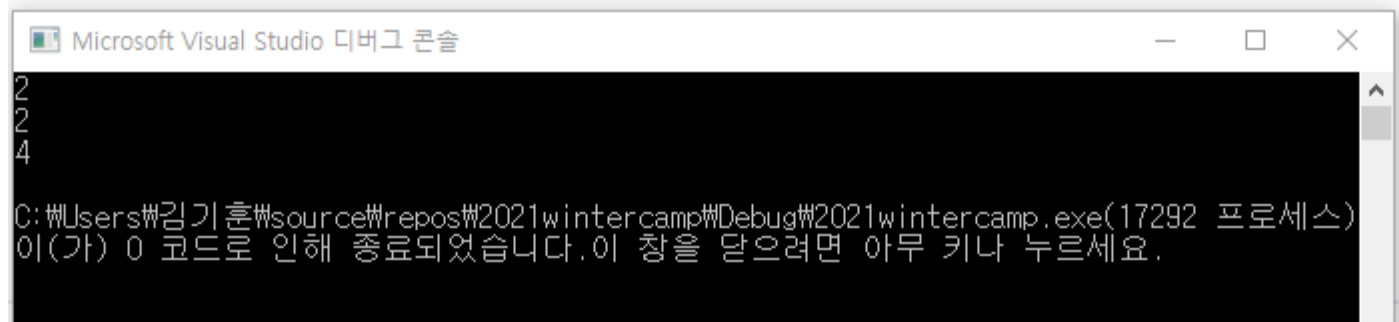 Microsoft Visual Studio 디버그 콘솔
2
2
4
C:₩Users₩김기훈₩source₩repos₩2021wintercamp₩Debug₩2021wintercamp.exe(17292 프로세스)
이(가) 0 코드로 인해 종료되었습니다.이 창을 닫으려면 아무 키나 누르세요.